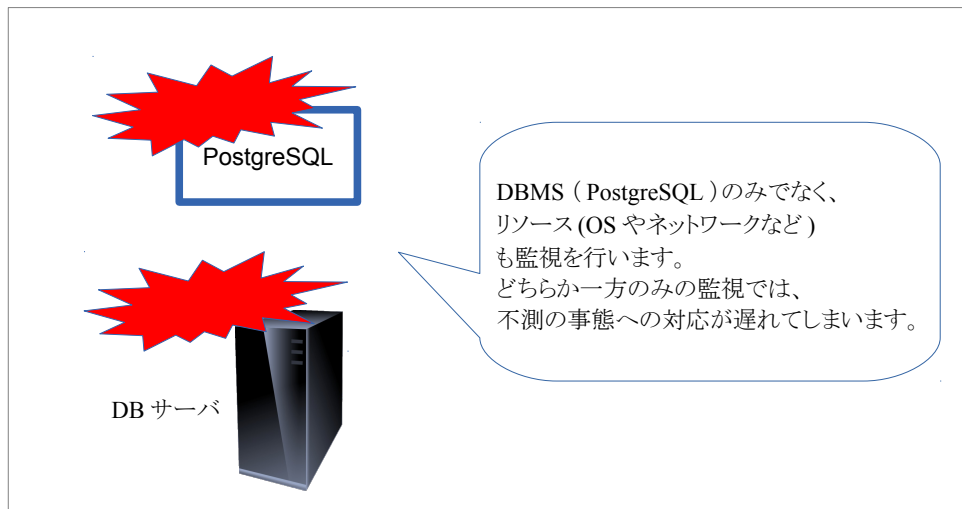 PostgreSQL
DBMS ( PostgreSQL ) のみでなく、
リソース (OS やネットワークなど )
も監視を行います。
どちらか一方のみの監視では、
不測の事態への対応が遅れてしまいます。
DB サーバ